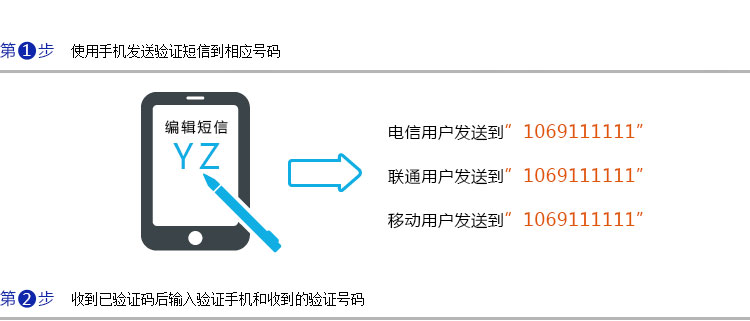 第1步 使用手机发送验证短信到相应号码
编辑短信
YZ
电信用户发送到”1069111111”
联通用户发送到”1069111111”
移动用户发送到”1069111111”
第2步 收到已验证码后输入验证手机和收到的验证号码